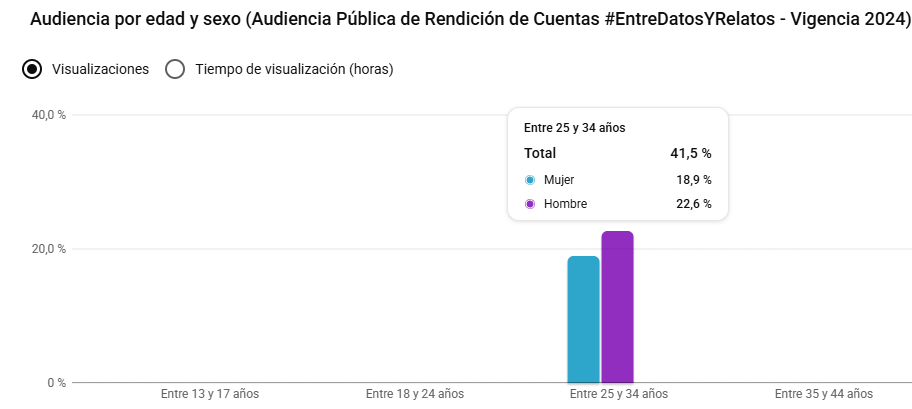 Audiencia por edad y sexo (Audiencia Pública de Rendición de Cuentas #EntreDatosYRelatos - Vigencia 2024)
Visualizaciones Tiempo de visualización (horas)
40,0 %
Entre 25 y 34 años
Total 41,5 %
Mujer 18,9 %
Hombre 22,6 %
20,0 %
0 %
Entre 13 y 17 años Entre 18 y 24 años Entre 25 y 34 años Entre 35 y 44 años